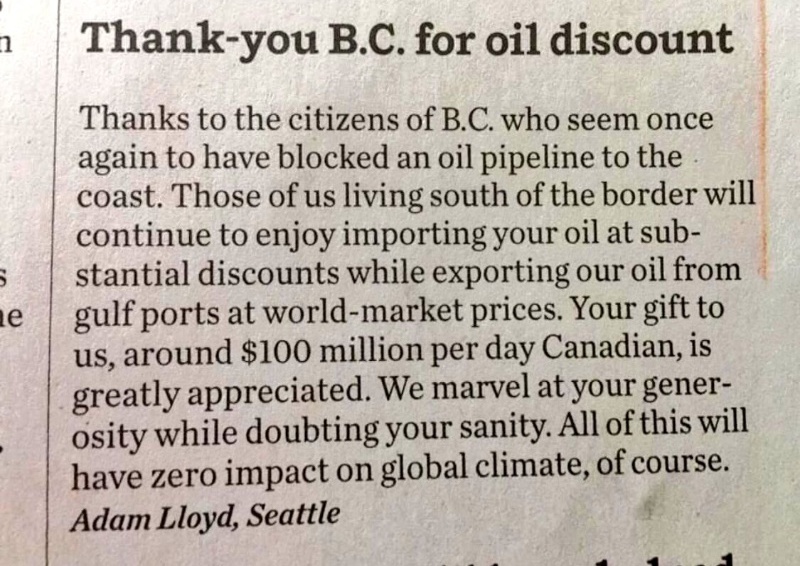 n
Thank-you B.C. for oil discount
Thanks to the citizens of B.C. who seem once
again to have blocked an oil pipeline to the
coast. Those of us living south of the border will
continue to enjoy importing your oil at sub-
stantial discounts while exporting our oil from
s
gulf ports at world-market prices. Your gift to
ne
us, around $100 million per day Canadian, is
greatly appreciated. We marvel at your gener-
osity while doubting your sanity. All of this will
have zero impact on global climate, of course.
Adam Lloyd, Seattle